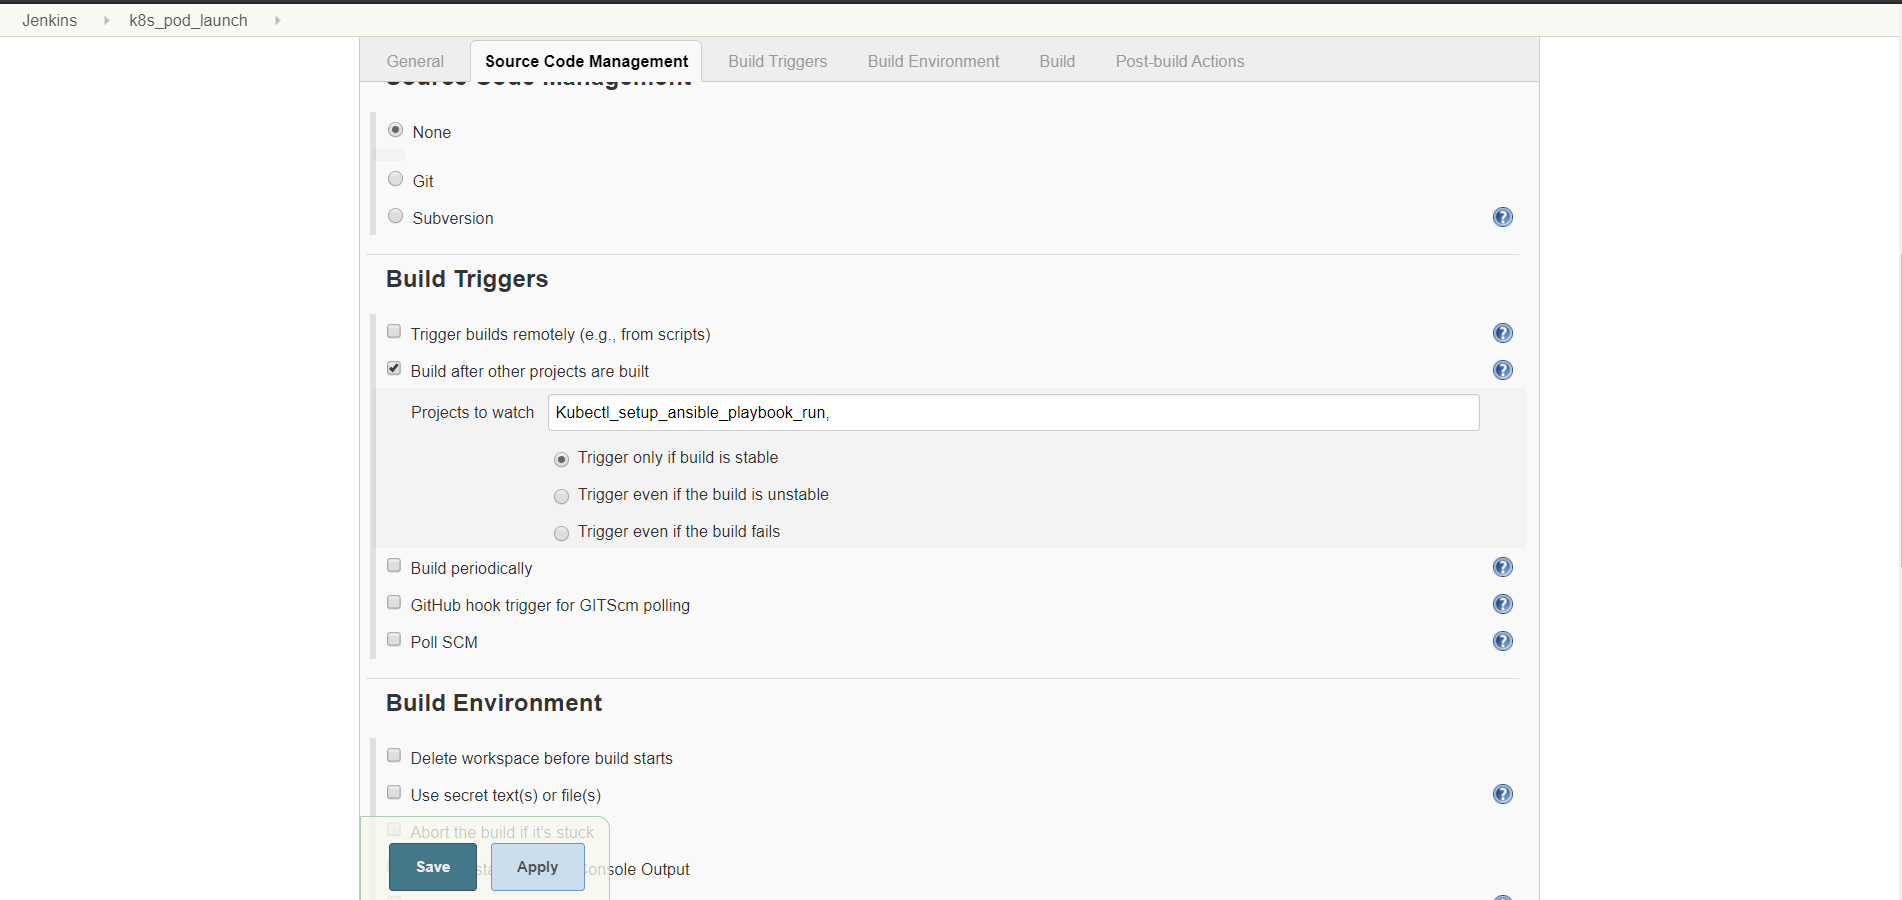 Jenkins k8s_pod_launch
General Source Code Management Build Triggers Build Environment Build Post-build Actions
Source Code Management
None
Git
Subversion
Build Triggers
Trigger builds remotely (e.g., from scripts)
Build after other projects are built
Projects to watch Kubectl_setup_ansible_playbook_run,
Trigger only if build is stable
Trigger even if the build is unstable
Trigger even if the build fails
Build periodically
GitHub hook trigger for GITScm polling
Poll SCM
Build Environment
Delete workspace before build starts
Use secret text(s) or file(s)
Abort the build if it's stuck
Save Apply Console Output